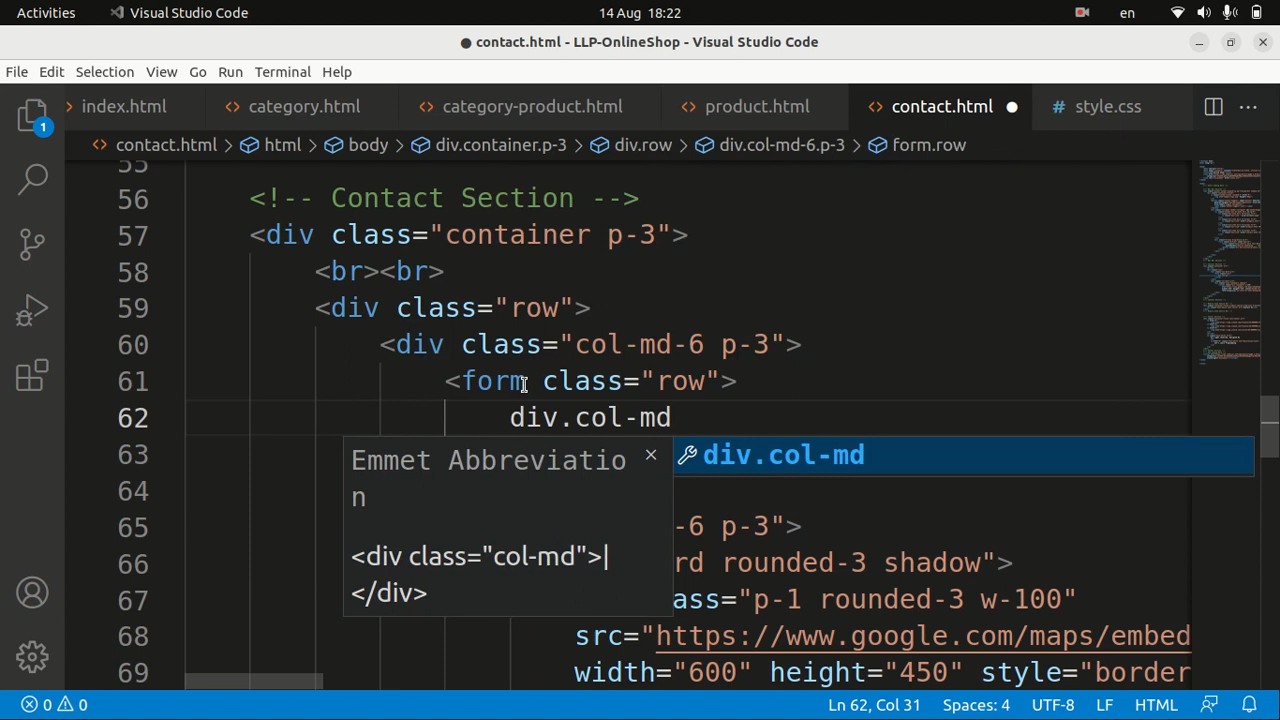 Activities
Visual Studio Code
14 Aug 18:22
en
● contact.html - LLP-OnlineShop - Visual Studio Code
File Edit Selection View Go Run Terminal Help
index.html
category.html
category-product.html
product.html
contact.html
style.css
contact.html > html > body > div.container.p-3 > div.row > div.col-md-6.p-3 > form.row
55
56 <!-- Contact Section -->
57 <div class="container p-3">
58 <br><br>
59 <div class="row">
60 <div class="col-md-6 p-3">
61 <form class="row">
62 div.col-md
63
Emmet Abbreviatio
n
<div class="col-md">|
</div>
div.col-md
64
65 -6 p-3">
66 rd rounded-3 shadow">
67 ass="p-1 rounded-3 w-100"
68 src="https://www.google.com/maps/embed
69 width="600" height="450" style="border
1
0 0
Ln 62, Col 31
Spaces: 4
UTF-8
LF
HTML